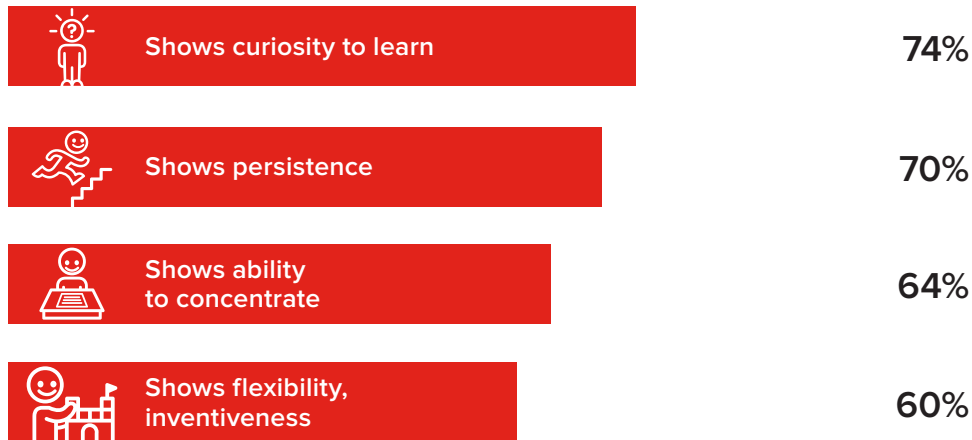 Shows curiosity to learn
74%
Shows persistence
70%
Shows ability
to concentrate
64%
Shows flexibility,
inventiveness
60%